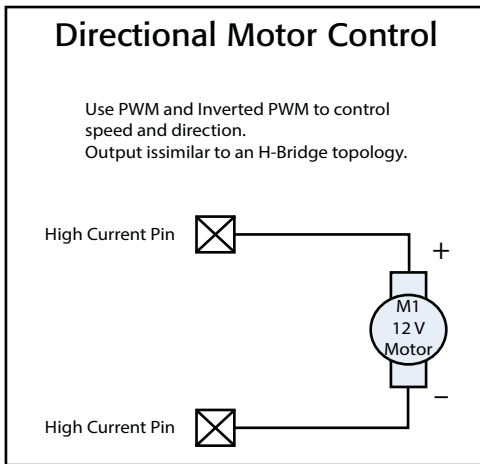 Directional Motor Control
Use PWM and Inverted PWM to control
speed and direction.
Output issimilar to an H-Bridge topology.
High Current Pin
+
M1
12 V
Motor
−
High Current Pin